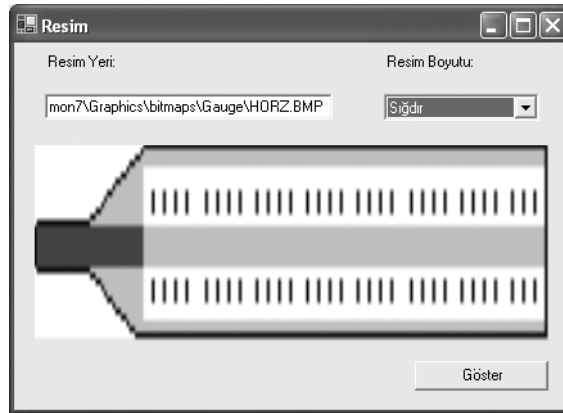 Resim
Resim Yeri: Resim Boyutu:
mon7\Graphics\bitmaps\Gauge\HORZ.BMP Sığdır
Göster